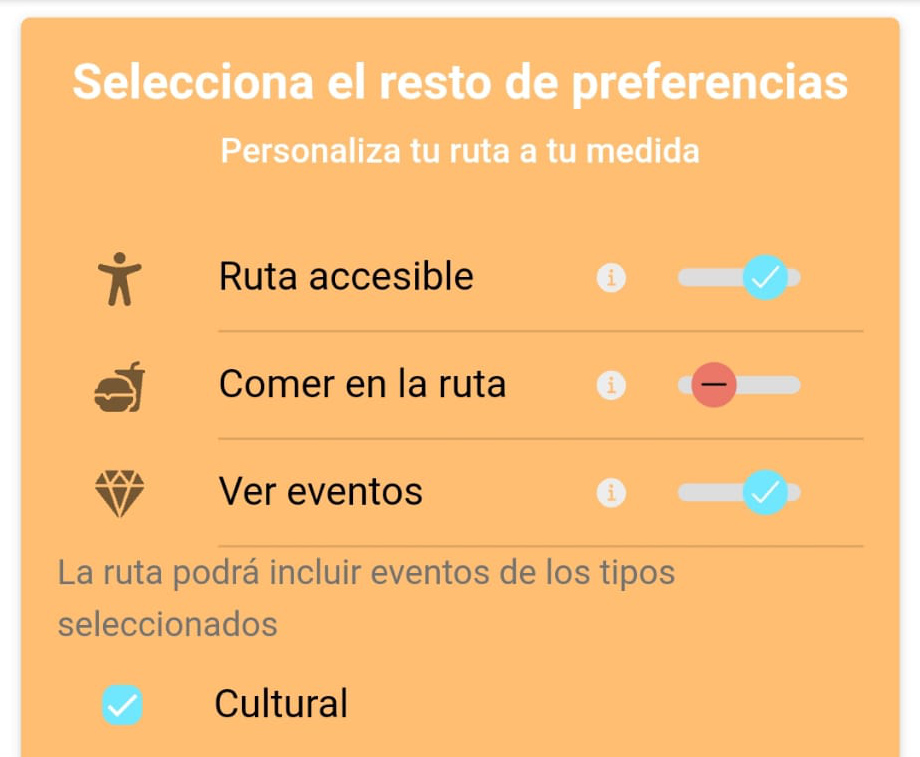 Selecciona el resto de preferencias
Personaliza tu ruta a tu medida
Ruta accesible
Comer en la ruta
Ver eventos
La ruta podrá incluir eventos de los tipos
seleccionados
Cultural